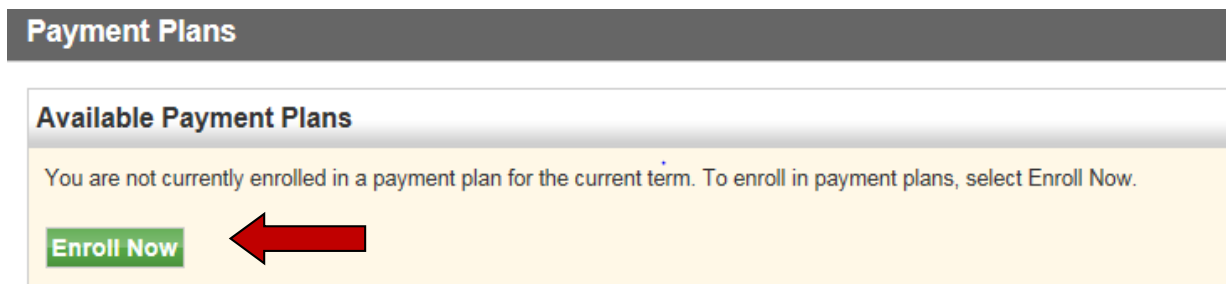 Payment Plans
Available Payment Plans
You are not currently enrolled in a payment plan for the current term. To enroll in payment plans, select Enroll Now.
Enroll Now